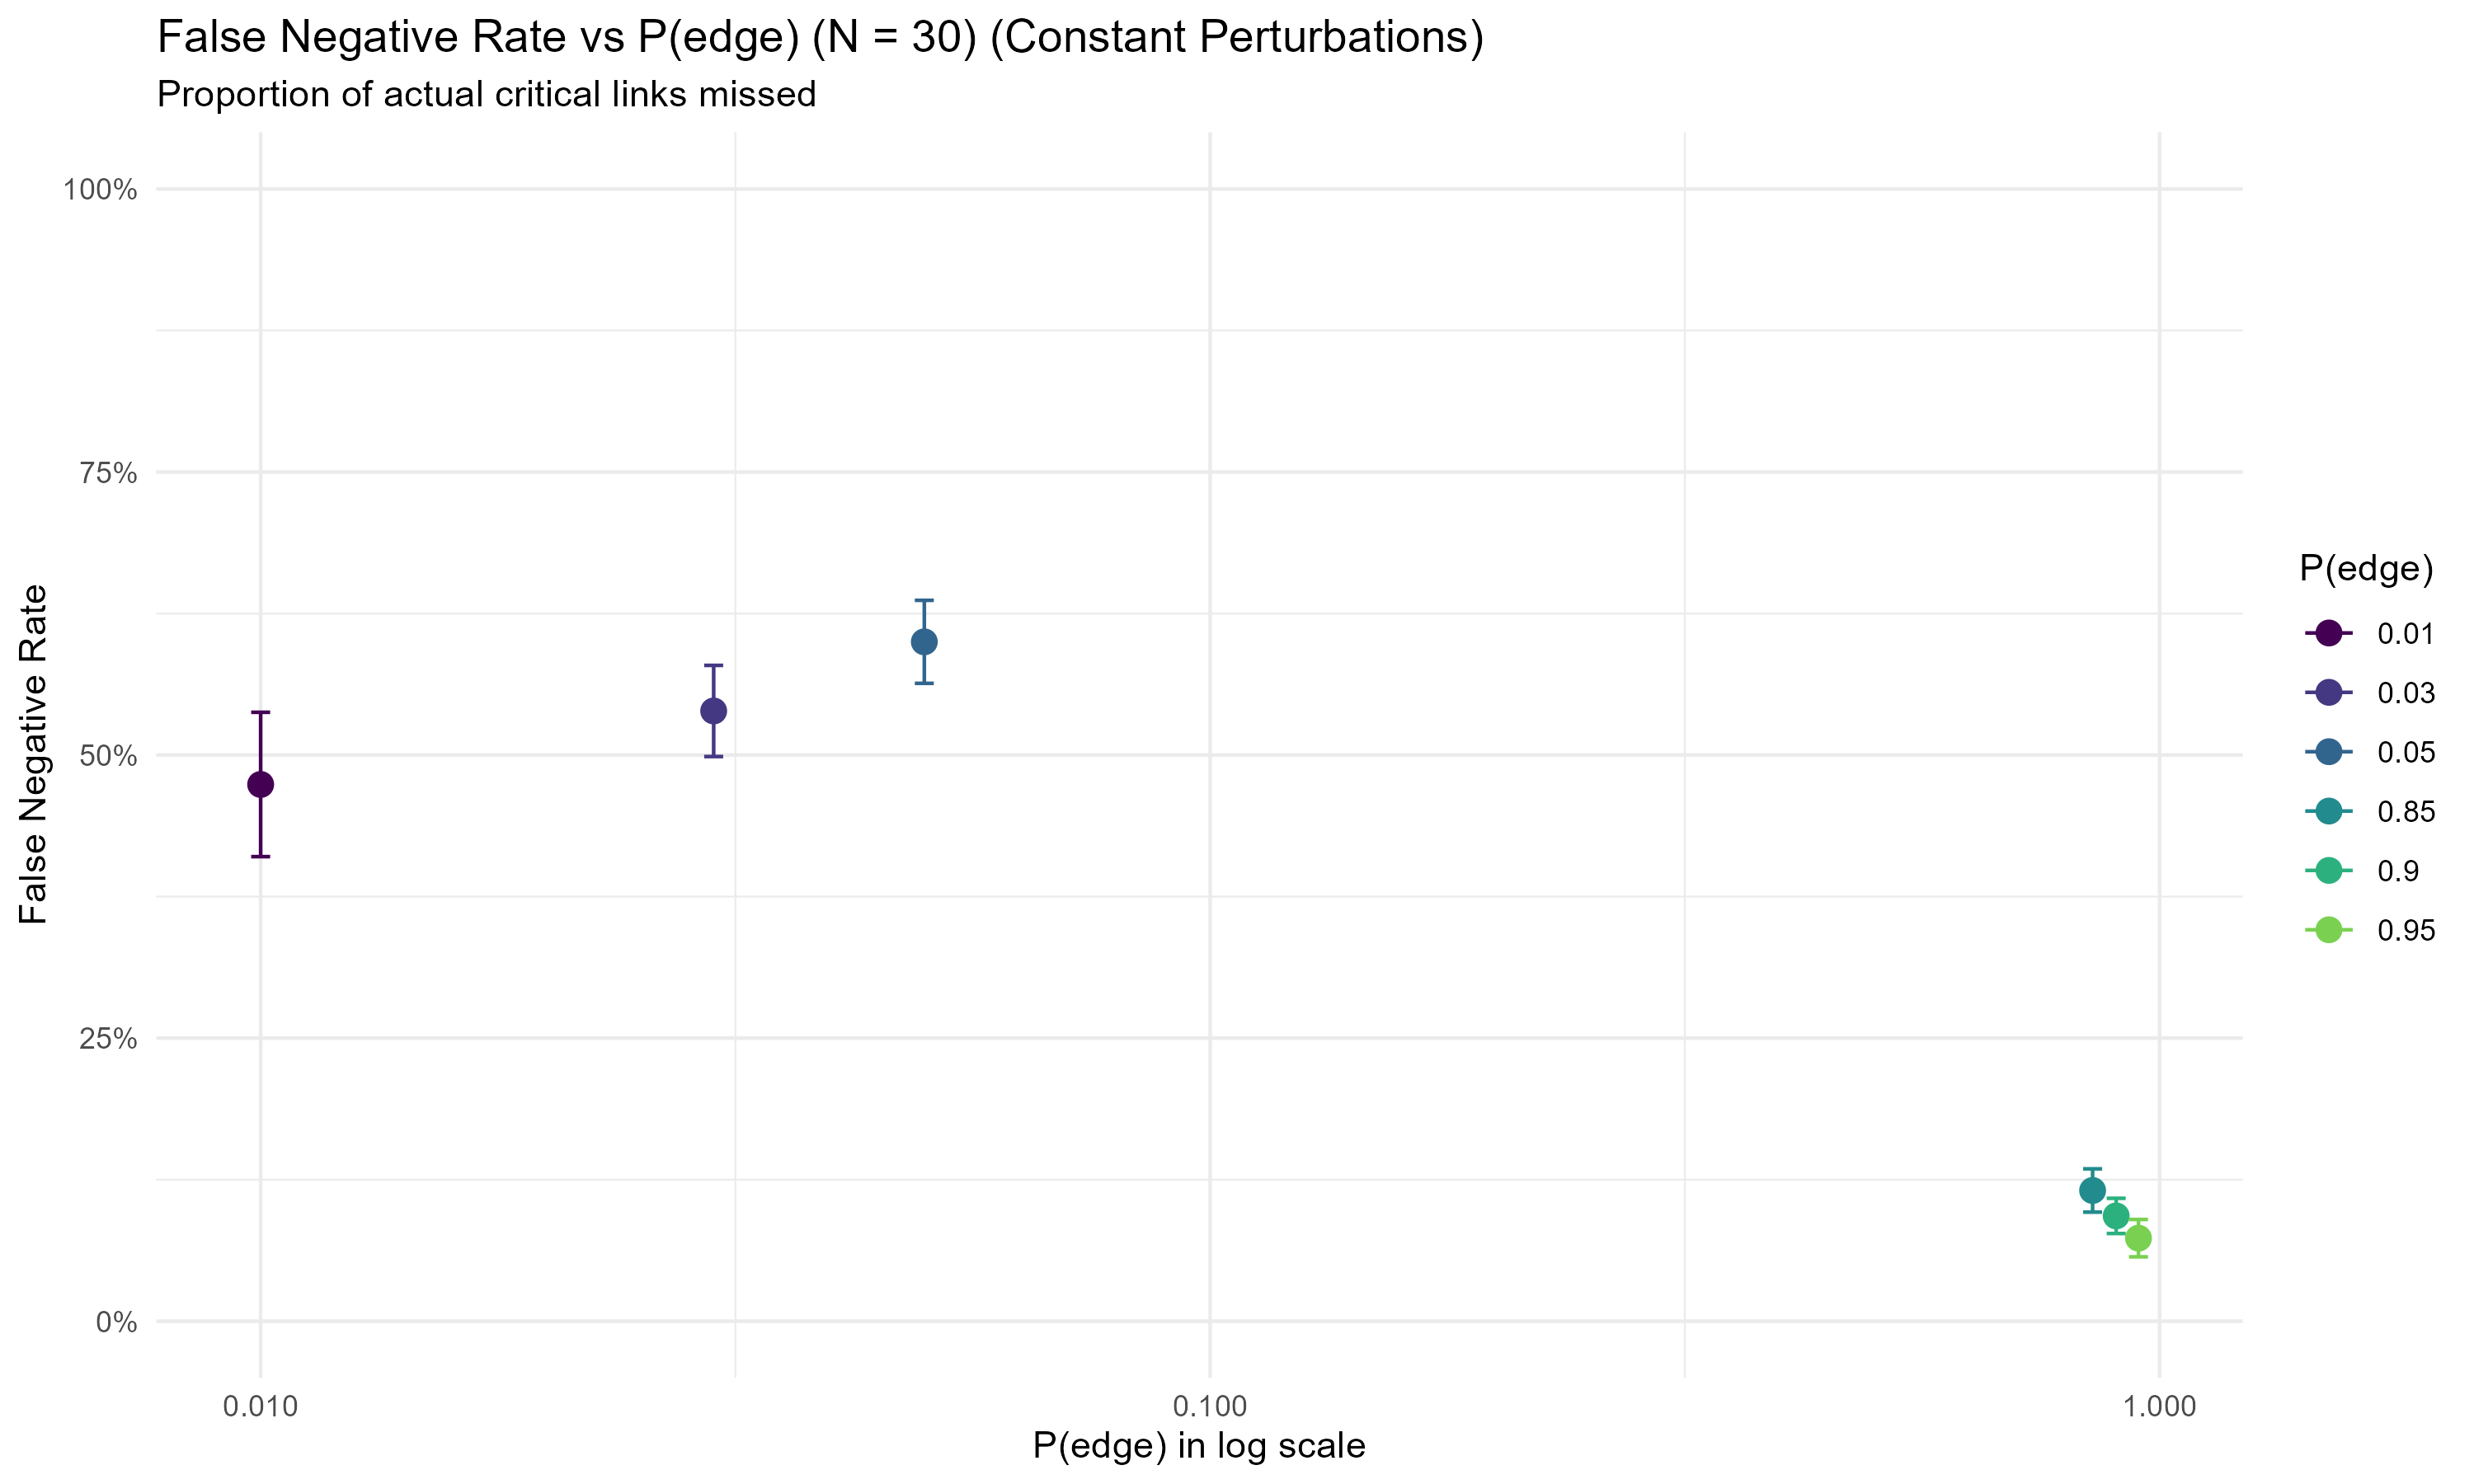 False Negative Rate vs P(edge) (N = 30) (Constant Perturbations)
Proportion of actual critical links missed
100%
75%
50%
25%
0%
False Negative Rate
0.010
0.100
1.000
P(edge) in log scale
P(edge)
0.01
0.03
0.05
0.85
0.9
0.95